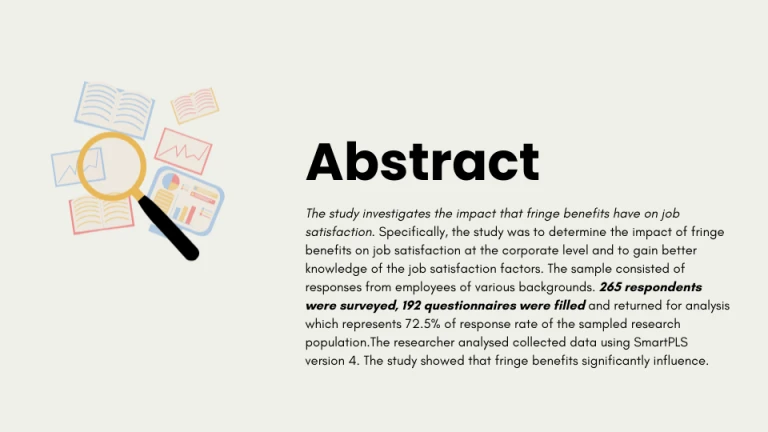 Abstract
The study investigates the impact that fringe benefits have on job
satisfaction. Specifically, the study was to determine the impact of fringe
benefits on job satisfaction at the corporate level and to gain better
knowledge of the job satisfaction factors. The sample consisted of
responses from employees of various backgrounds. 265 respondents
were surveyed, 192 questionnaires were filled and returned for analysis
which represents 72.5% of response rate of the sampled research
population.The researcher analysed collected data using SmartPLS
version 4. The study showed that fringe benefits significantly influence.